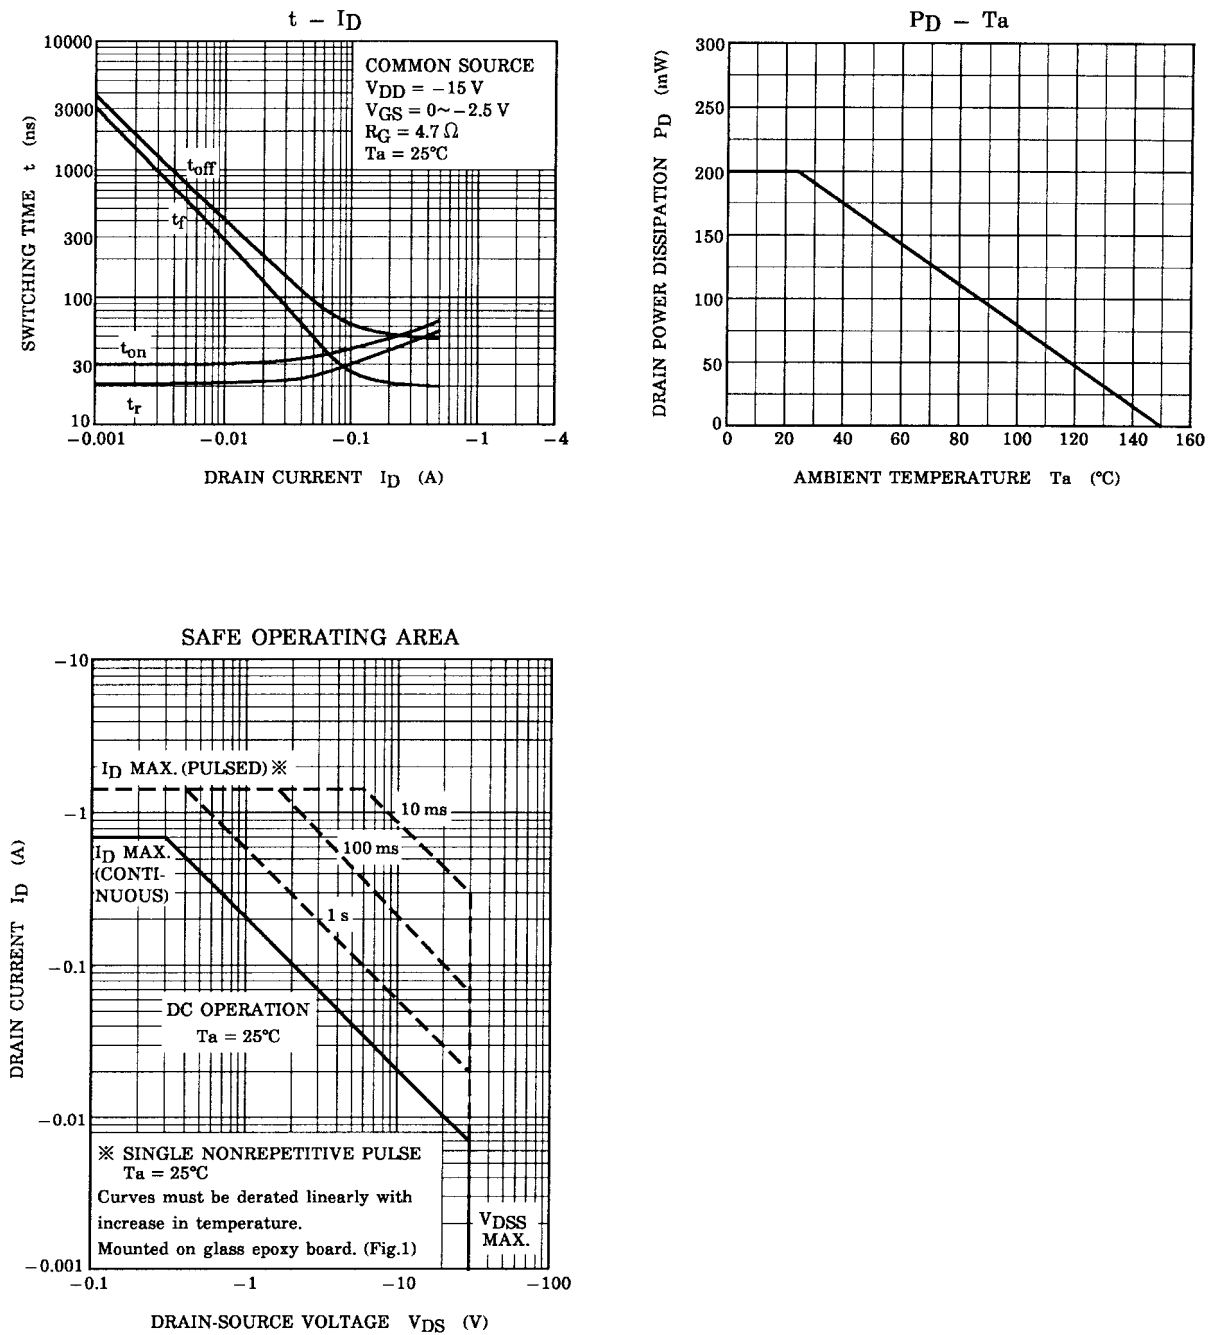 t − ID
10000
3000
1000
300
100
30
10
−0.001
−0.01
−0.1
−1
−4
SWITCHING TIME t (ns)
DRAIN CURRENT ID (A)
COMMON SOURCE
VDD = −15 V
VGS = 0~−2.5 V
RG = 4.7 Ω
Ta = 25°C
toff
tf
ton
tr
PD − Ta
300
250
200
150
100
50
0
0
20
40
60
80
100
120
140
160
DRAIN POWER DISSIPATION PD (mW)
AMBIENT TEMPERATURE Ta (°C)
SAFE OPERATING AREA
−10
−1
−0.1
−0.01
−0.001
−0.1
−1
−10
−100
DRAIN CURRENT ID (A)
DRAIN-SOURCE VOLTAGE VDS (V)
ID MAX. (PULSED) ※
10 ms
100 ms
1 s
ID MAX.
(CONTI-
NUOUS)
DC OPERATION
Ta = 25°C
※ SINGLE NONREPETITIVE PULSE
Ta = 25°C
Curves must be derated linearly with
increase in temperature.
Mounted on glass epoxy board. (Fig.1)
VDSS
MAX.